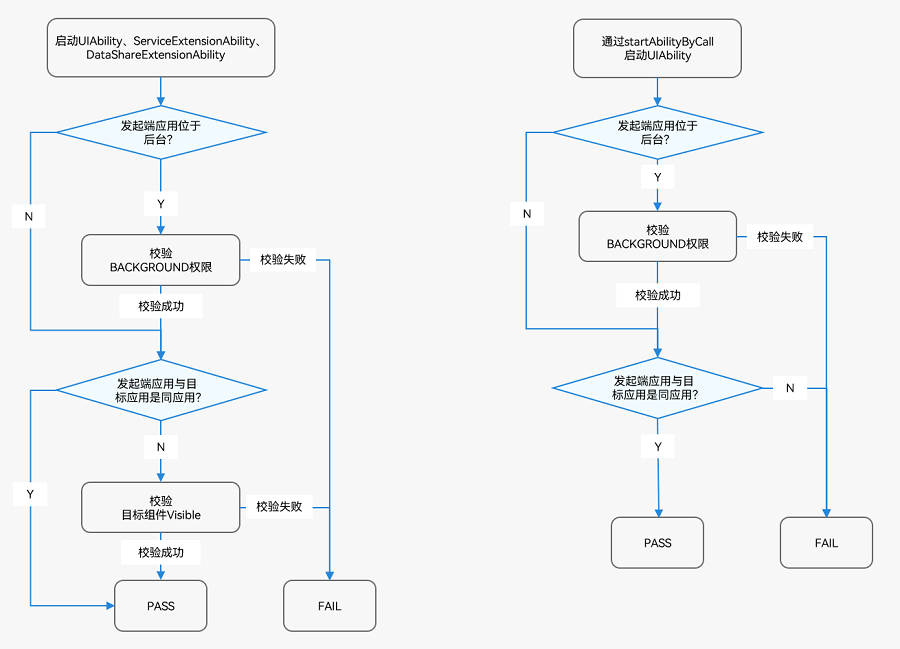 启动UIAbility、ServiceExtensionAbility、
DataShareExtensionAbility
发起端应用位于
后台?
N
Y
校验
BACKGROUND权限
校验失败
校验成功
发起端应用与目
标应用是同应用?
N
Y
校验
目标组件Visible
校验失败
校验成功
PASS
FAIL
通过startAbilityByCall
启动UIAbility
发起端应用位于
后台?
Y
N
校验
BACKGROUND权限
校验失败
校验成功
发起端应用与目
标应用是同应用?
N
Y
PASS
FAIL